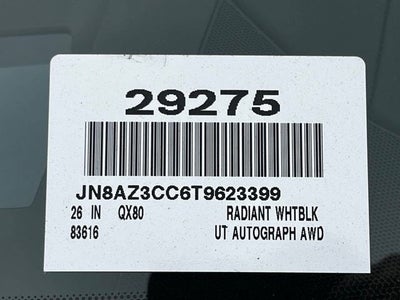 29275
JN8AZ3CC6T9623399
26 IN QX80 RADIANT WHTBLK
83616 UT AUTOGRAPH AWD